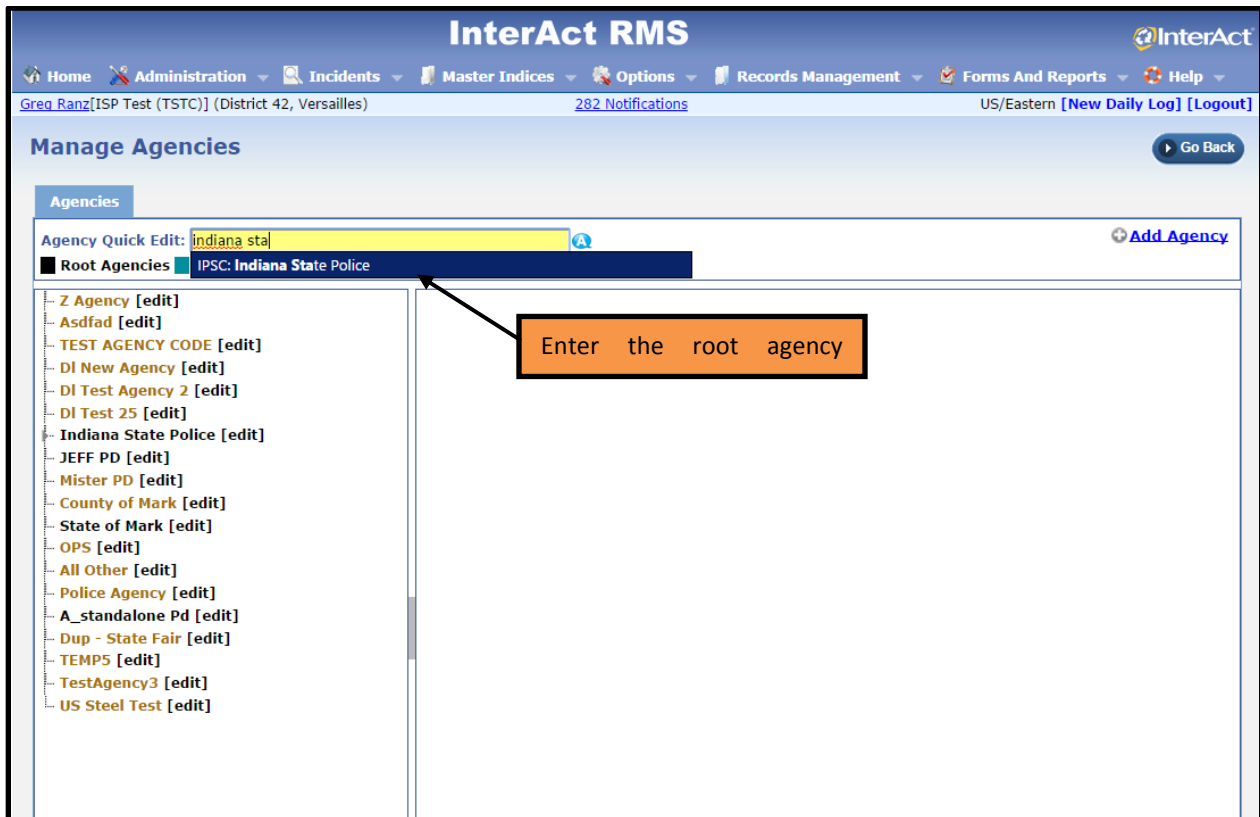 InterAct RMS
InterAct
Home Administration Incidents Master Indices Options Records Management Forms And Reports Help
Greg Ranz[ISP Test (TSTC)] (District 42, Versailles) 282 Notifications US/Eastern [New Daily Log] [Logout]
Manage Agencies
Go Back
Agencies
Agency Quick Edit: indiana sta A Add Agency
Root Agencies IPSC: Indiana State Police
Z Agency [edit]
Asdfad [edit]
TEST AGENCY CODE [edit]
Enter the root agency
Dl New Agency [edit]
Dl Test Agency 2 [edit]
Dl Test 25 [edit]
Indiana State Police [edit]
JEFF PD [edit]
Mister PD [edit]
County of Mark [edit]
State of Mark [edit]
OPS [edit]
All Other [edit]
Police Agency [edit]
A_standalone Pd [edit]
Dup - State Fair [edit]
TEMP5 [edit]
TestAgency3 [edit]
US Steel Test [edit]